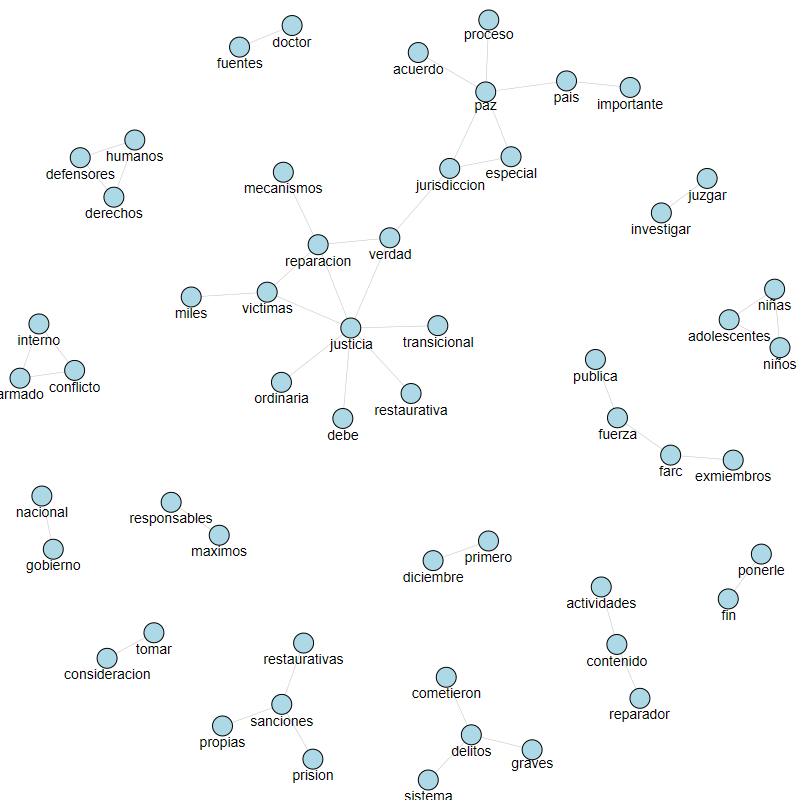 proceso
doctor
fuentes
acuerdo
paz
pais
importante
humanos
defensores
derechos
mecanismos
jurisdiccion
especial
juzgar
investigar
reparacion
verdad
miles
victimas
niñas
adolescentes
niños
interno
armado
conflicto
justicia
transicional
publica
ordinaria
restaurativa
debe
fuerza
farc
exmiembros
nacional
gobierno
responsables
maximos
primero
diciembre
ponerle
fin
actividades
contenido
reparador
tomar
consideracion
restaurativas
sanciones
propias
prision
cometieron
delitos
graves
sistema